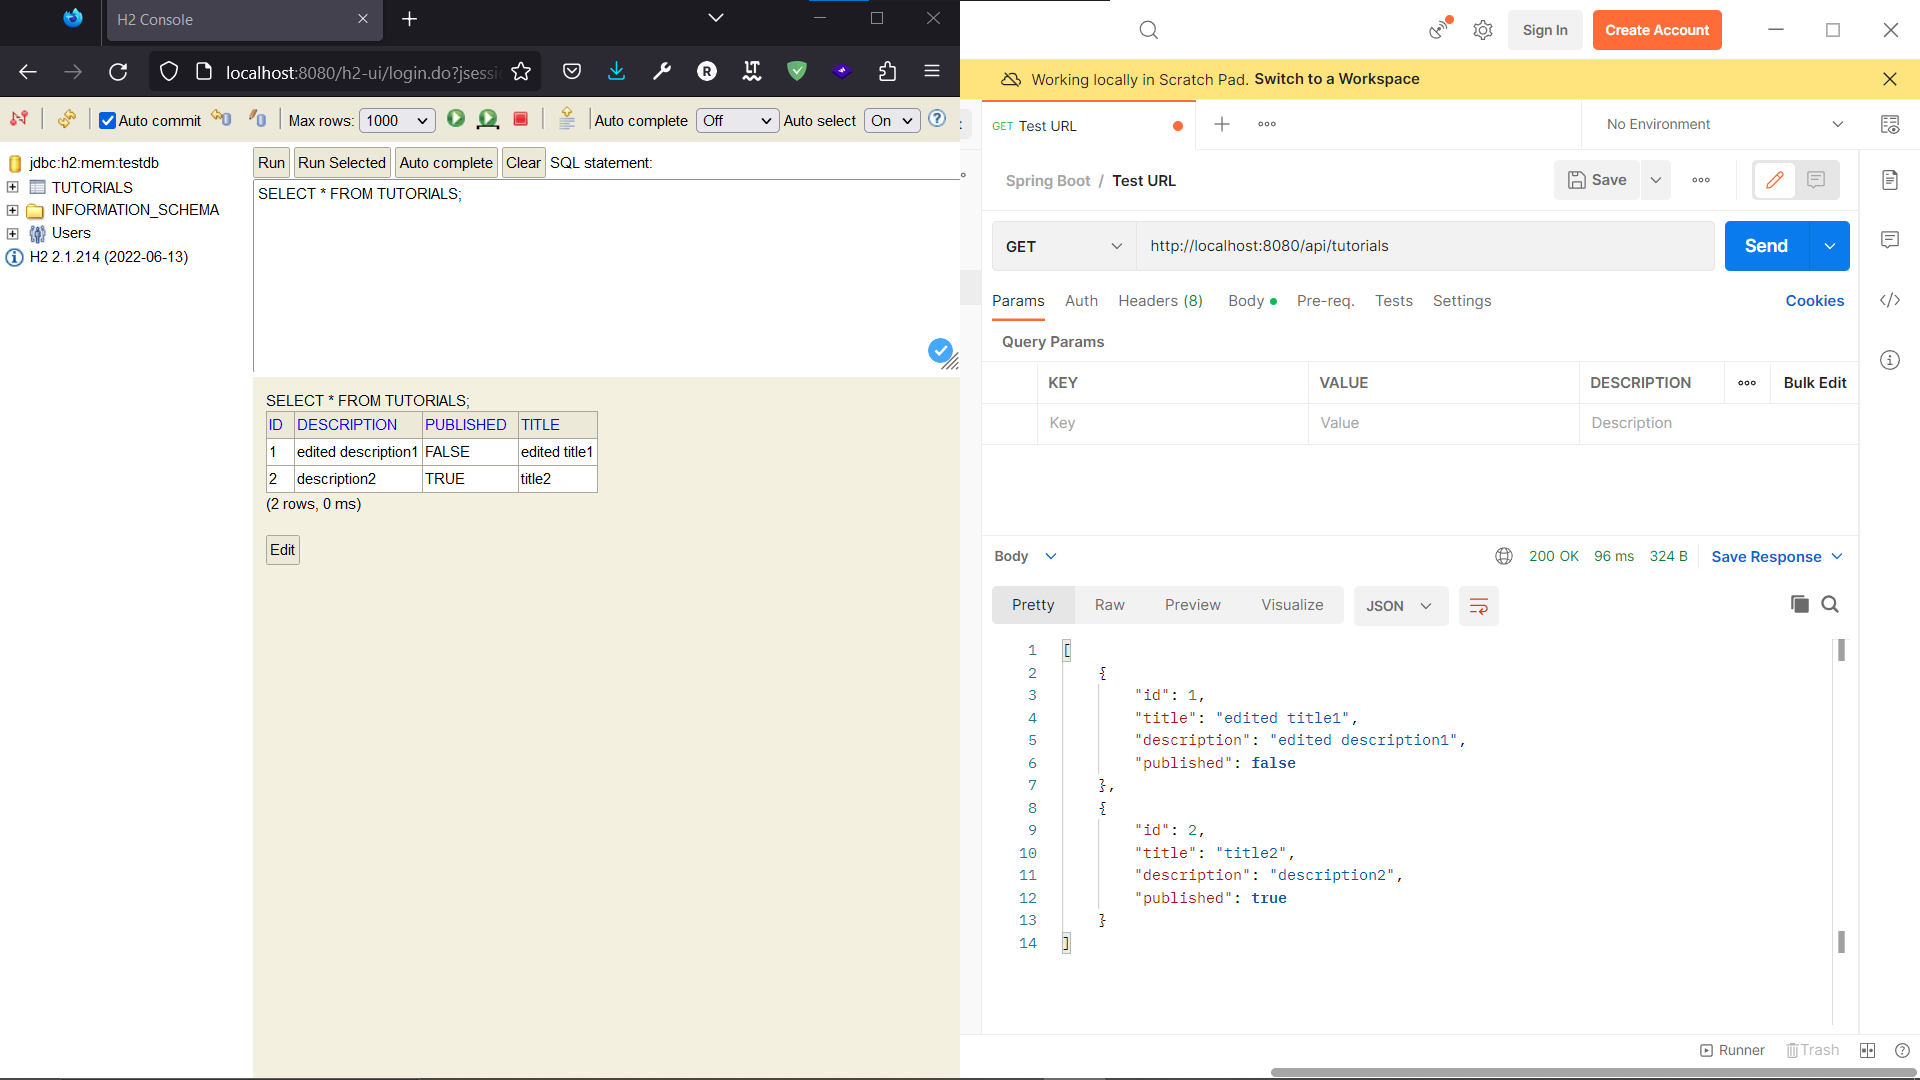 H2 Console
localhost:8080/h2-ui/login.do?jsessi
Auto commit
Max rows:
1000
Auto complete
Off
Auto select
On
jdbc:h2:mem:testdb
TUTORIALS
INFORMATION_SCHEMA
Users
H2 2.1.214 (2022-06-13)
Run
Run Selected
Auto complete
Clear
SQL statement:
SELECT * FROM TUTORIALS;
SELECT * FROM TUTORIALS;
ID DESCRIPTION PUBLISHED TITLE
1 edited description1 FALSE edited title1
2 description2 TRUE title2
(2 rows, 0 ms)
Edit
Sign In
Create Account
Working locally in Scratch Pad. Switch to a Workspace
GET Test URL
No Environment
Spring Boot / Test URL
Save
GET
http://localhost:8080/api/tutorials
Send
Params
Auth
Headers (8)
Body
Pre-req.
Tests
Settings
Cookies
Query Params
KEY VALUE DESCRIPTION
Bulk Edit
Key Value Description
Body
200 OK 96 ms 324 B
Save Response
Pretty
Raw
Preview
Visualize
JSON
1 [
2 {
3 "id": 1,
4 "title": "edited title1",
5 "description": "edited description1",
6 "published": false
7 },
8 {
9 "id": 2,
10 "title": "title2",
11 "description": "description2",
12 "published": true
13 }
14 ]
Runner
Trash